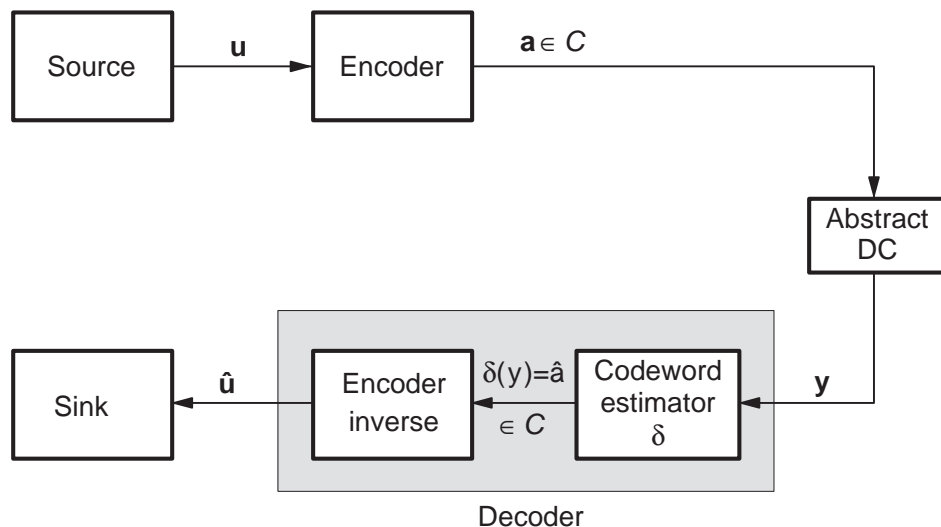 Source
u
Encoder
a ∈ C
Abstract
DC
y
Codeword
estimator
δ
δ(y)=â
∈ C
Encoder
inverse
û
Sink
Decoder